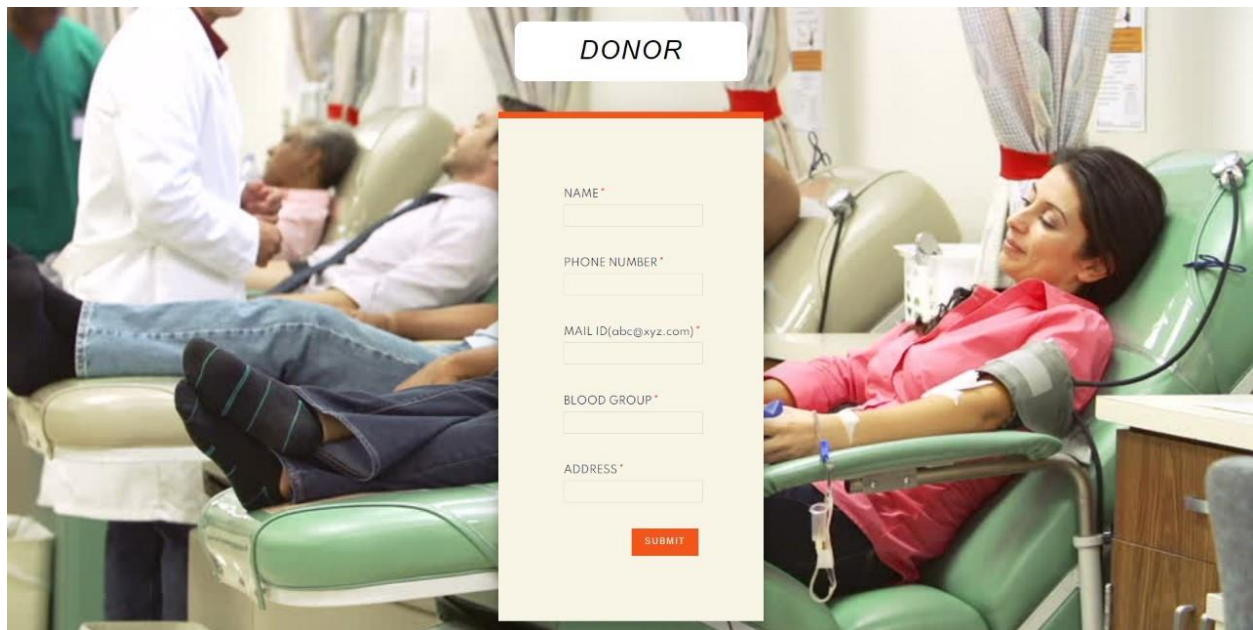 DONOR
NAME*
PHONE NUMBER*
MAIL ID(abc@xyz.com)*
BLOOD GROUP*
ADDRESS*
SUBMIT